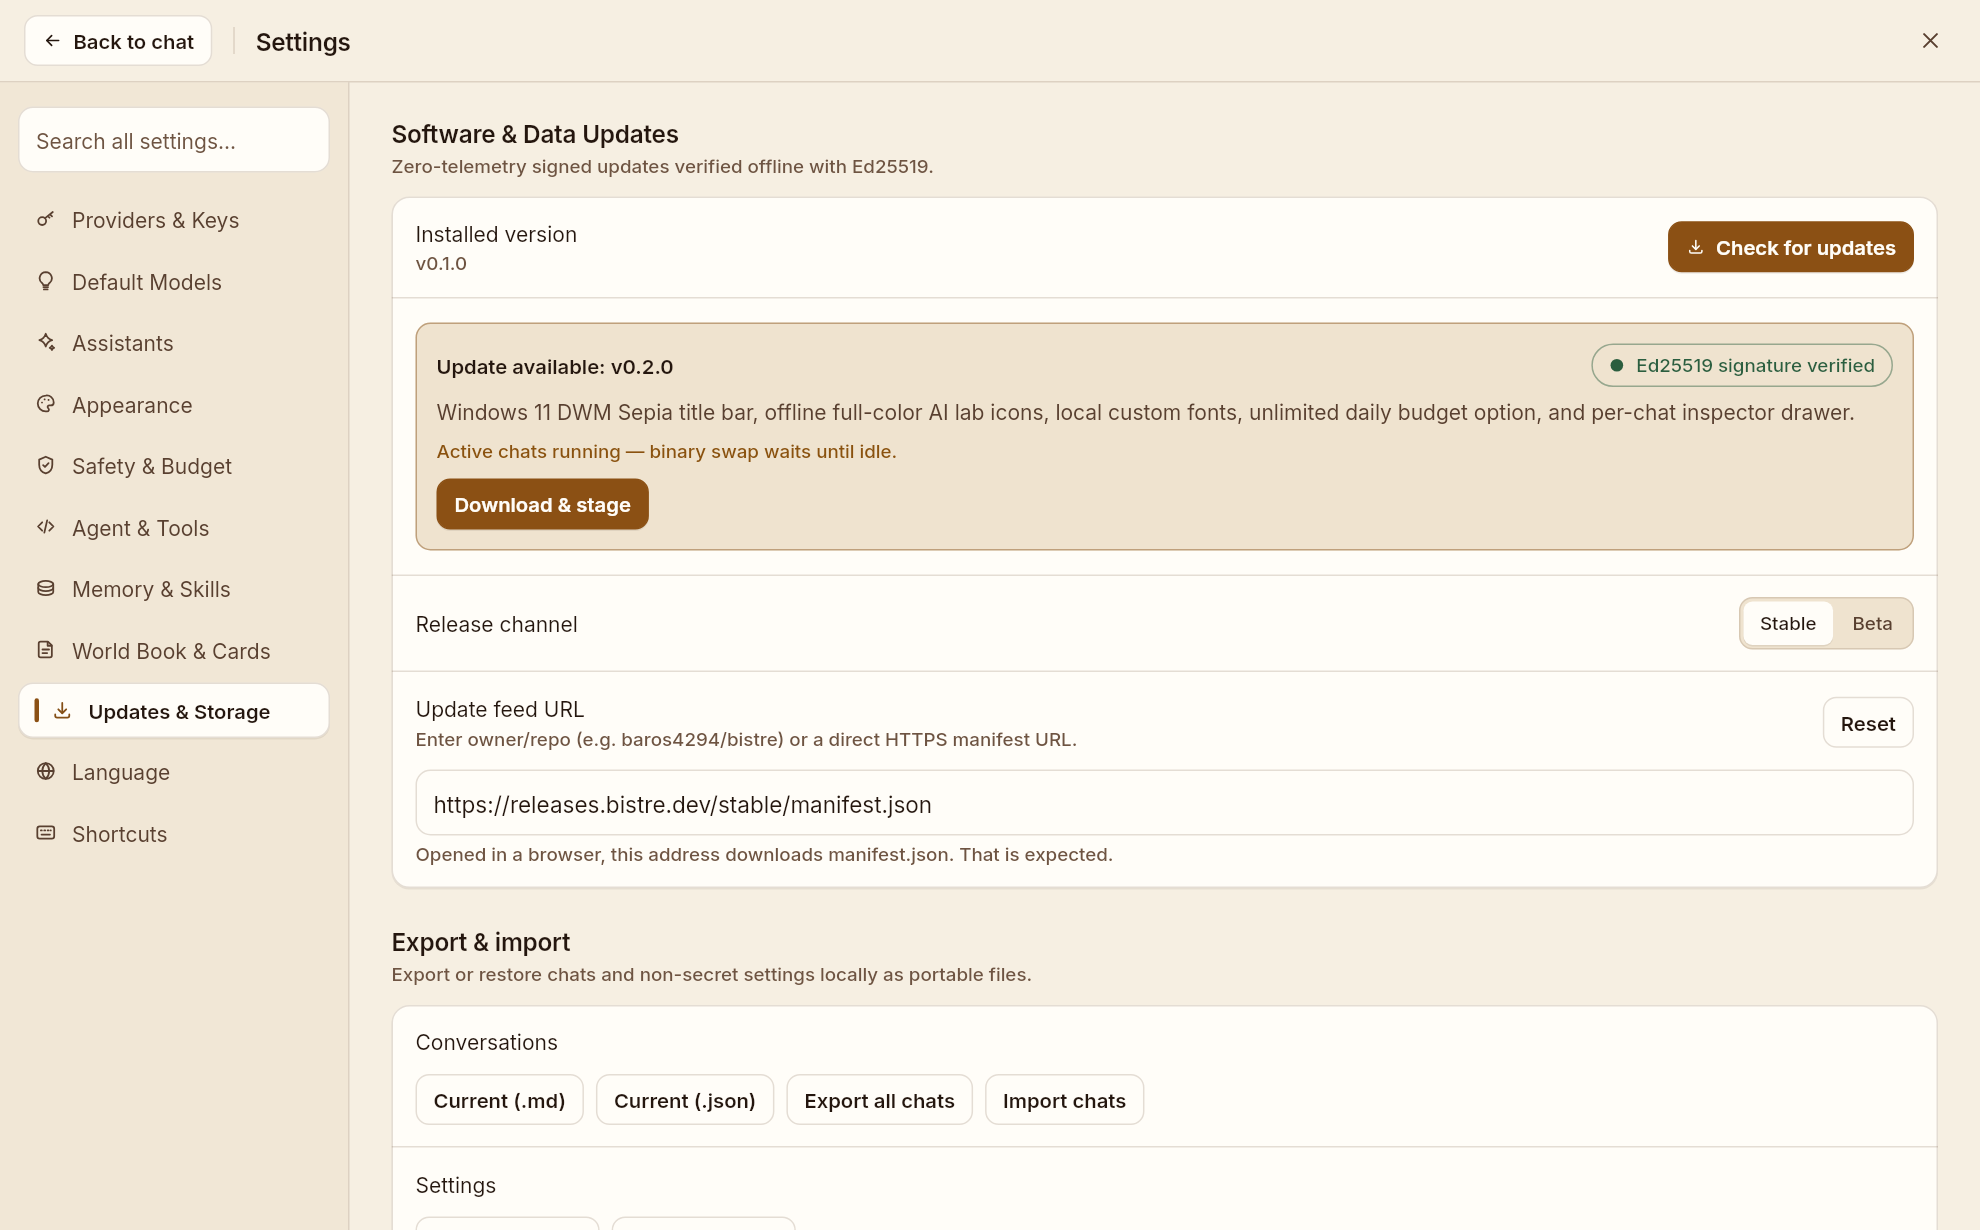 Back to chat
Settings
Search all settings...
Providers & Keys
Default Models
Assistants
Appearance
Safety & Budget
Agent & Tools
Memory & Skills
World Book & Cards
Updates & Storage
Language
Shortcuts
Software & Data Updates
Zero-telemetry signed updates verified offline with Ed25519.
Installed version
v0.1.0
Check for updates
Update available: v0.2.0
Ed25519 signature verified
Windows 11 DWM Sepia title bar, offline full-color AI lab icons, local custom fonts, unlimited daily budget option, and per-chat inspector drawer.
Active chats running — binary swap waits until idle.
Download & stage
Release channel
Stable
Beta
Update feed URL
Enter owner/repo (e.g. baros4294/bistre) or a direct HTTPS manifest URL.
Reset
https://releases.bistre.dev/stable/manifest.json
Opened in a browser, this address downloads manifest.json. That is expected.
Export & import
Export or restore chats and non-secret settings locally as portable files.
Conversations
Current (.md)
Current (.json)
Export all chats
Import chats
Settings